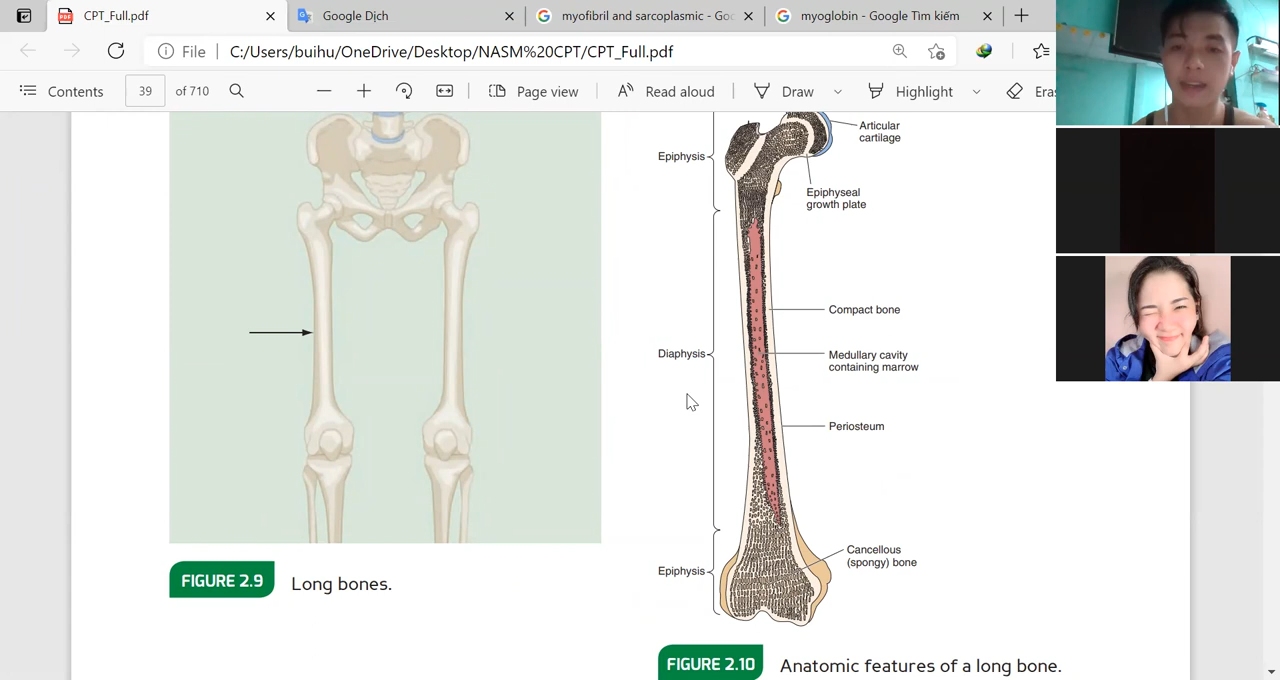 CPT_Full.pdf
Google Dịch
myofibril and sarcoplasmic - Goo
myoglobin - Google Tìm kiếm
File
C:/Users/buihu/OneDrive/Desktop/NASM%20CPT/CPT_Full.pdf
Contents
39
of 710
Page view
Read aloud
Draw
Highlight
Eras
Articular
cartilage
Epiphysis
Epiphyseal
growth plate
Compact bone
Diaphysis
Medullary cavity
containing marrow
Periosteum
Cancellous
(spongy) bone
Epiphysis
FIGURE 2.9
Long bones.
FIGURE 2.10
Anatomic features of a long bone.